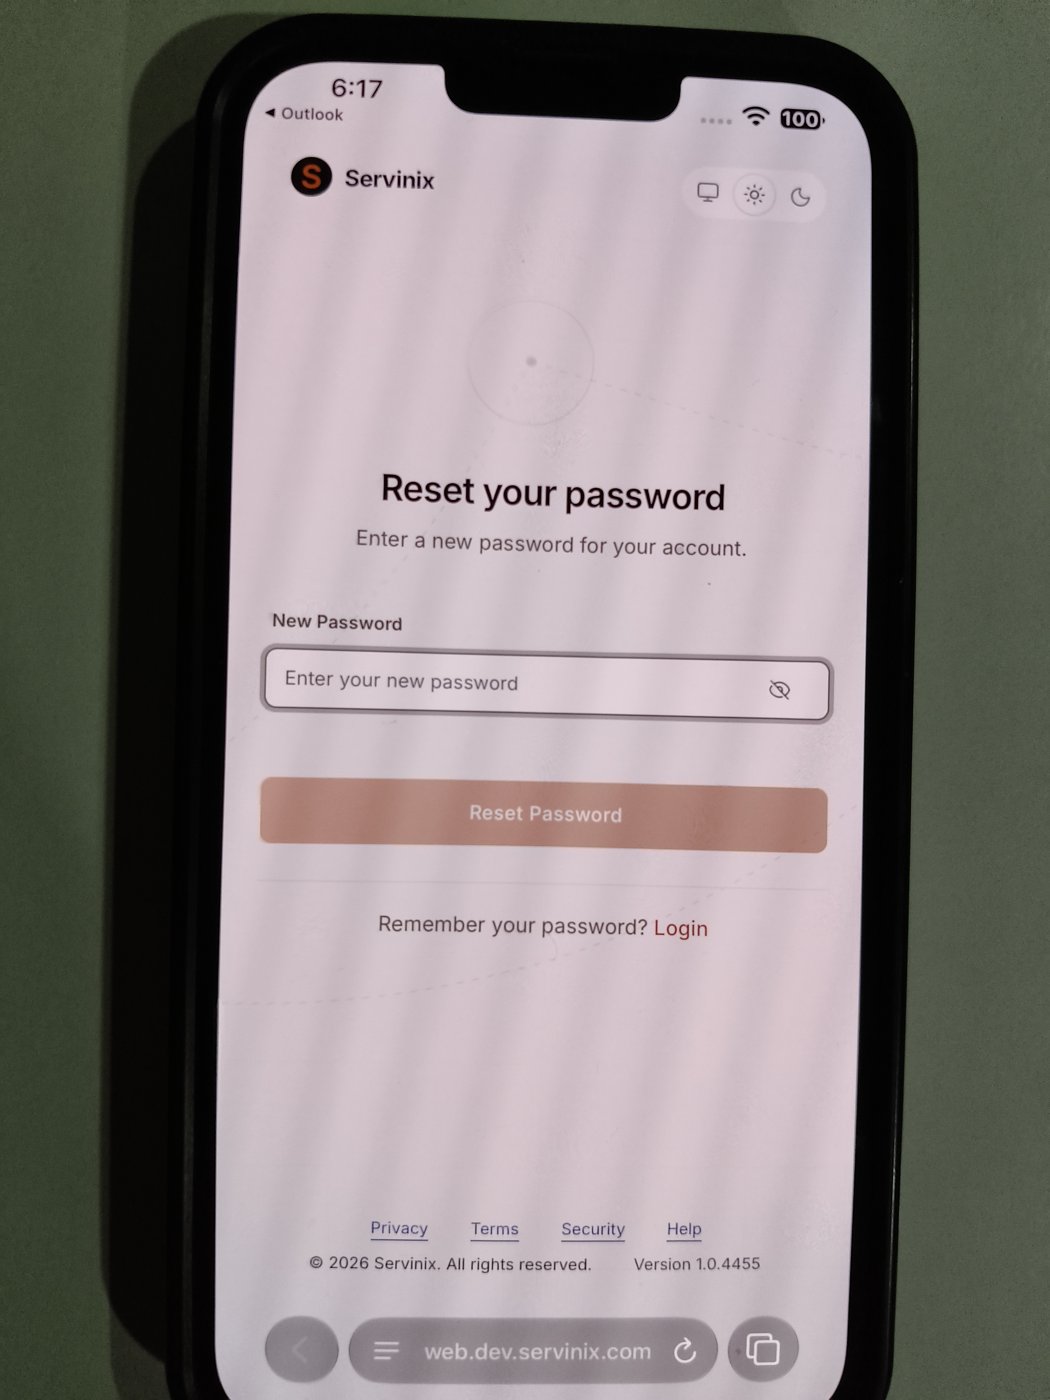 6:17
◀ Outlook
100
S Servinix
Reset your password
Enter a new password for your account.
New Password
Enter your new password
Reset Password
Remember your password? Login
Privacy Terms Security Help
© 2026 Servinix. All rights reserved. Version 1.0.4455
web.dev.servinix.com